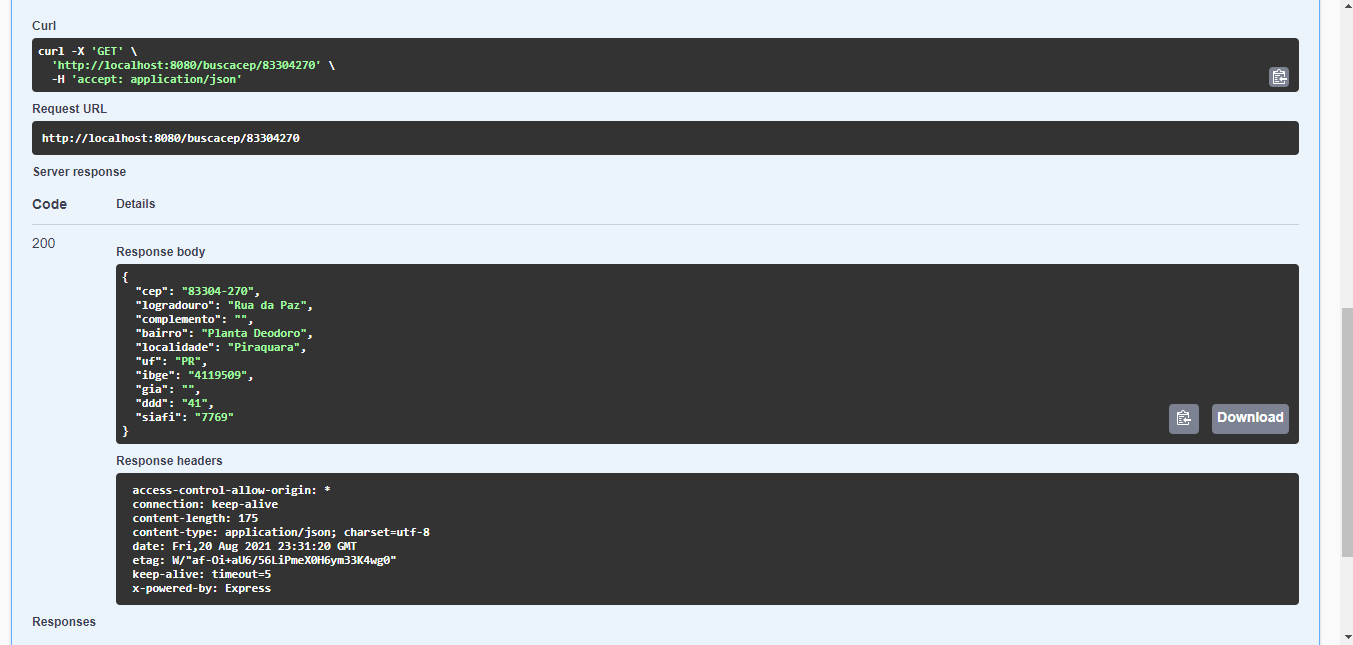 Curl
curl -X 'GET' \
  'http://localhost:8080/buscacep/83304270' \
  -H 'accept: application/json'
Request URL
http://localhost:8080/buscacep/83304270
Server response
Code Details
200
Response body
{
  "cep": "83304-270",
  "logradouro": "Rua da Paz",
  "complemento": "",
  "bairro": "Planta Deodoro",
  "localidade": "Piraquara",
  "uf": "PR",
  "ibge": "4119509",
  "gia": "",
  "ddd": "41",
  "siafi": "7769"
}
Download
Response headers
access-control-allow-origin: *
connection: keep-alive
content-length: 175
content-type: application/json; charset=utf-8
date: Fri,20 Aug 2021 23:31:20 GMT
etag: W/"af-Oi+aU6/56LiPmeX0H6ym33K4wg0"
keep-alive: timeout=5
x-powered-by: Express
Responses